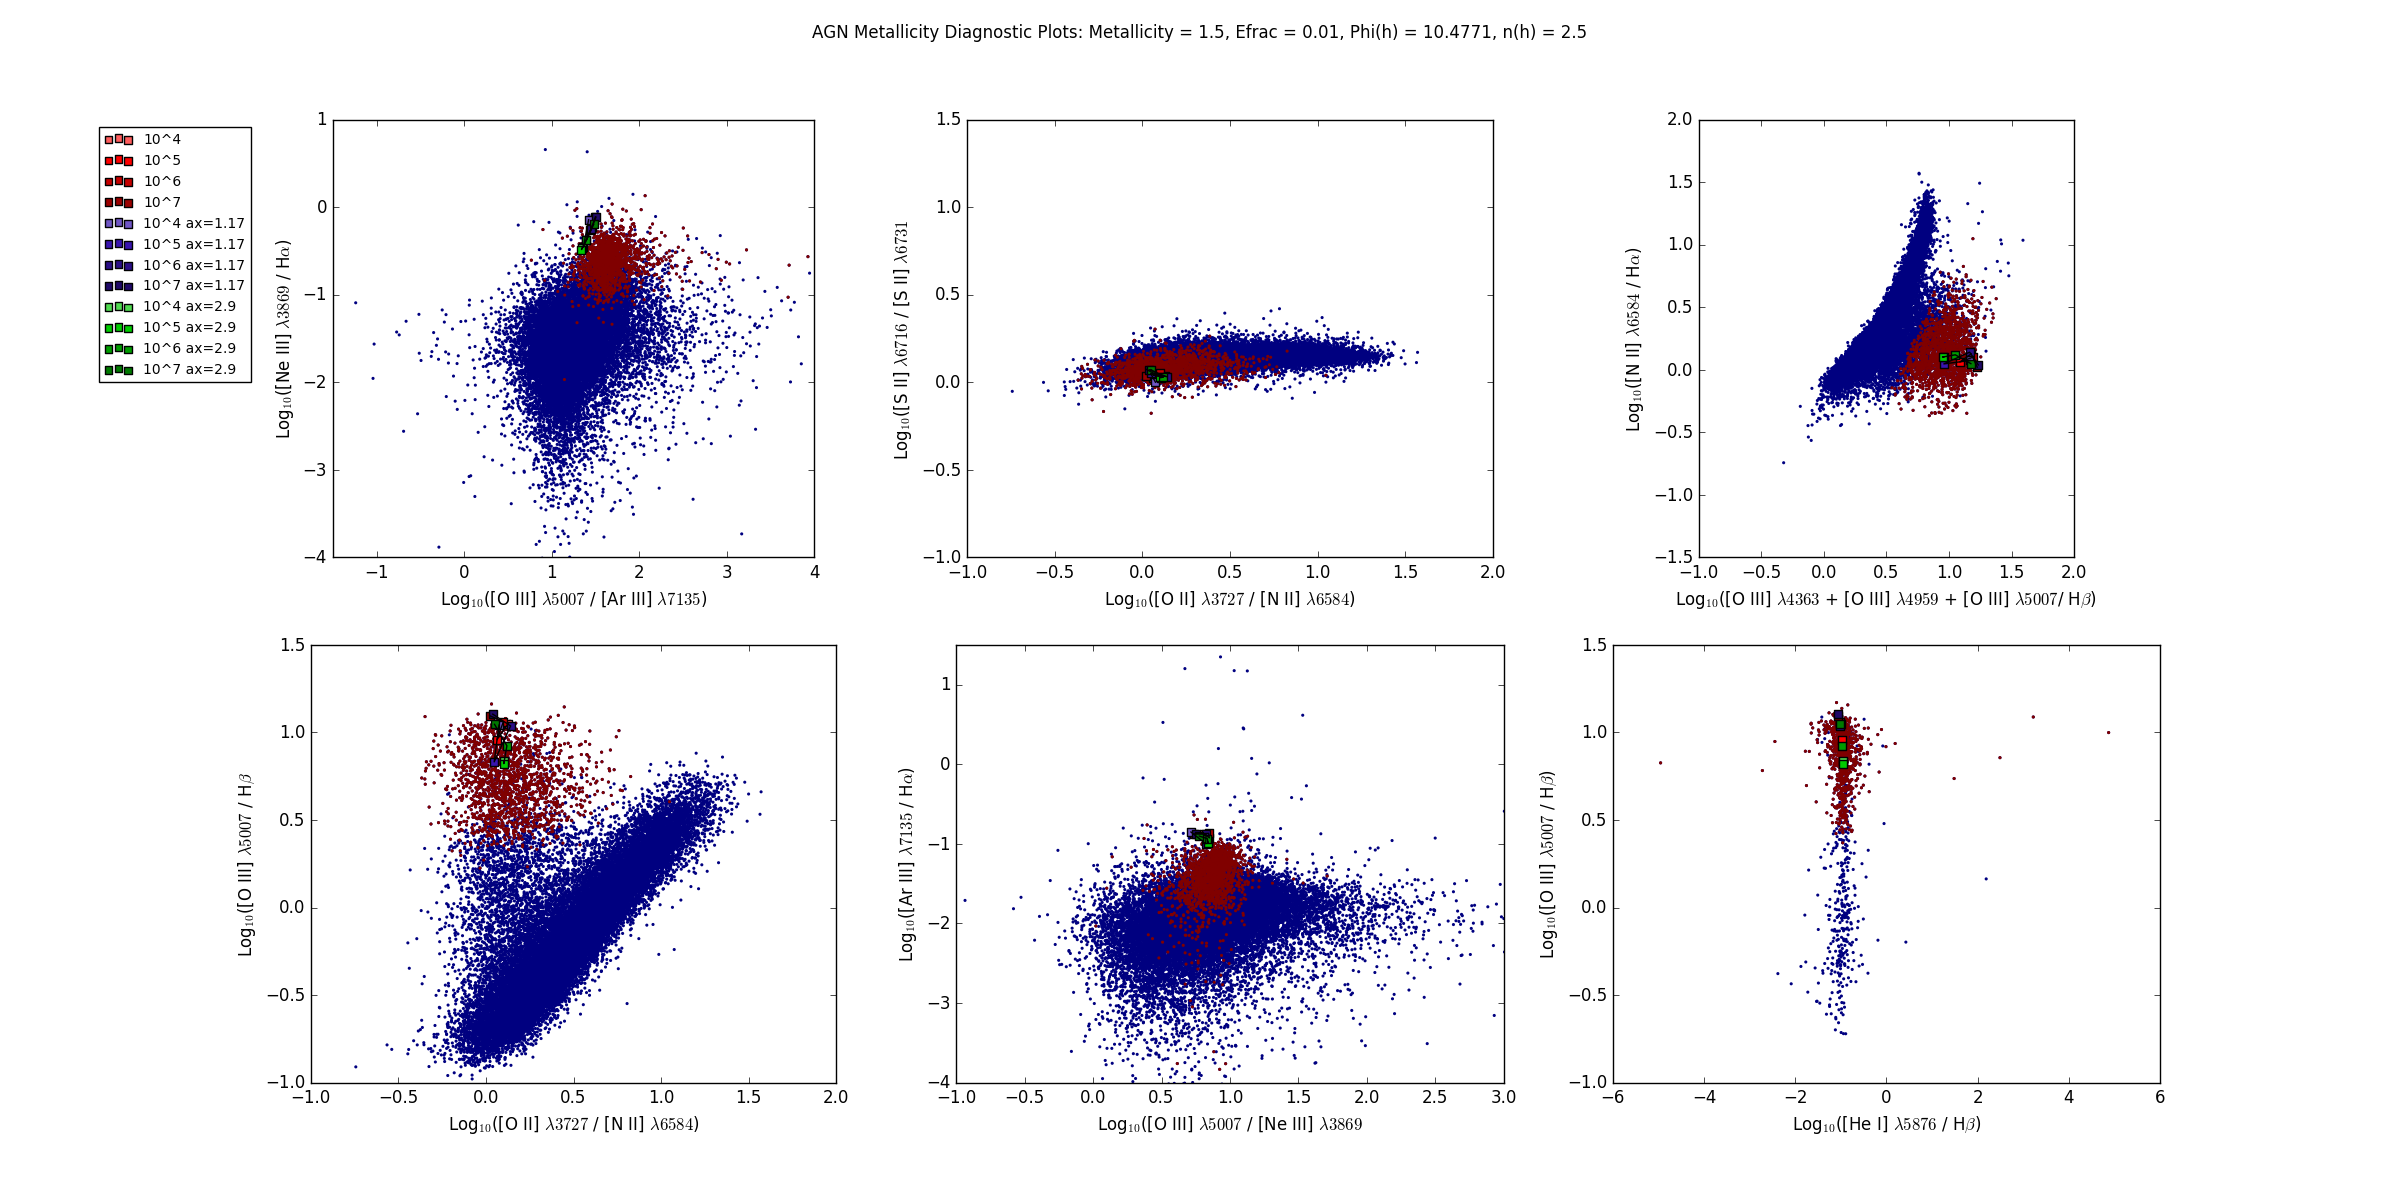 AGN Metallicity Diagnostic Plots: Metallicity = 1.5, Efrac = 0.01, Phi(h) = 10.4771, n(h) = 2.5
10^4
10^5
10^6
10^7
10^4 ax=1.17
10^5 ax=1.17
10^6 ax=1.17
10^7 ax=1.17
10^4 ax=2.9
10^5 ax=2.9
10^6 ax=2.9
10^7 ax=2.9
Log₁₀([Ne III] λ3869 / Hα)
1
0
−1
−2
−3
−4
−1 0 1 2 3 4
Log₁₀([O III] λ5007 / [Ar III] λ7135)
Log₁₀([S II] λ6716 / [S II] λ6731
1.5
1.0
0.5
0.0
−0.5
−1.0
−1.0 −0.5 0.0 0.5 1.0 1.5 2.0
Log₁₀([O II] λ3727 / [N II] λ6584)
Log₁₀([N II] λ6584 / Hα)
2.0
1.5
1.0
0.5
0.0
−0.5
−1.0
−1.5
−1.0 −0.5 0.0 0.5 1.0 1.5 2.0
Log₁₀([O III] λ4363 + [O III] λ4959 + [O III] λ5007/ Hβ)
Log₁₀([O III] λ5007 / Hβ
1.5
1.0
0.5
0.0
−0.5
−1.0
−1.0 −0.5 0.0 0.5 1.0 1.5 2.0
Log₁₀([O II] λ3727 / [N II] λ6584)
Log₁₀([Ar III] λ7135 / Hα)
1
0
−1
−2
−3
−4
−1.0 −0.5 0.0 0.5 1.0 1.5 2.0 2.5 3.0
Log₁₀([O III] λ5007 / [Ne III] λ3869
Log₁₀([O III] λ5007 / Hβ)
1.5
1.0
0.5
0.0
−0.5
−1.0
−6 −4 −2 0 2 4 6
Log₁₀([He I] λ5876 / Hβ)